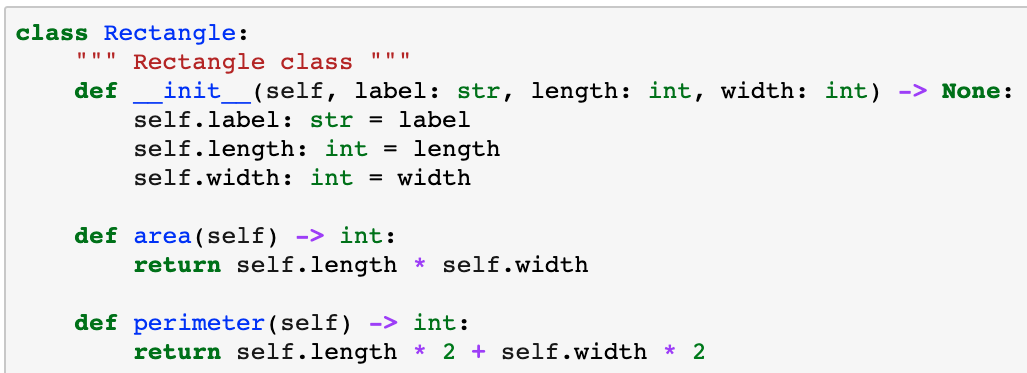 class Rectangle:
    """ Rectangle class """
    def __init__(self, label: str, length: int, width: int) -> None:
        self.label: str = label
        self.length: int = length
        self.width: int = width

    def area(self) -> int:
        return self.length * self.width

    def perimeter(self) -> int:
        return self.length * 2 + self.width * 2